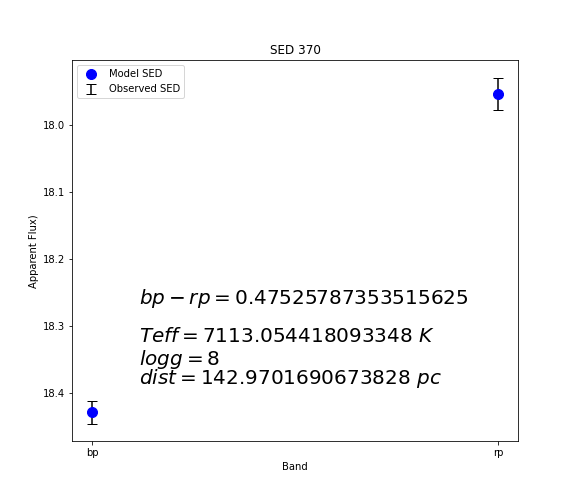 SED 370
Model SED
Observed SED
Apparent Flux)
18.0
18.1
18.2
18.3
18.4
bp − rp = 0.47525787353515625
Teff = 7113.054418093348 K
logg = 8
dist = 142.9701690673828 pc
bp
rp
Band